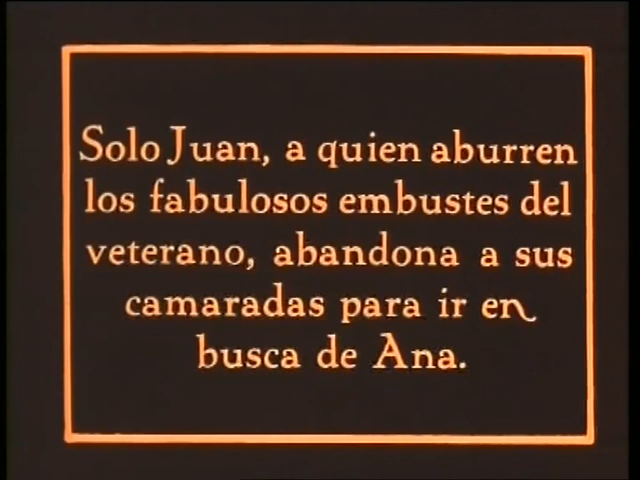 Solo Juan, a quien aburren
los fabulosos embustes del
veterano, abandona a sus
camaradas para ir en
busca de Ana.